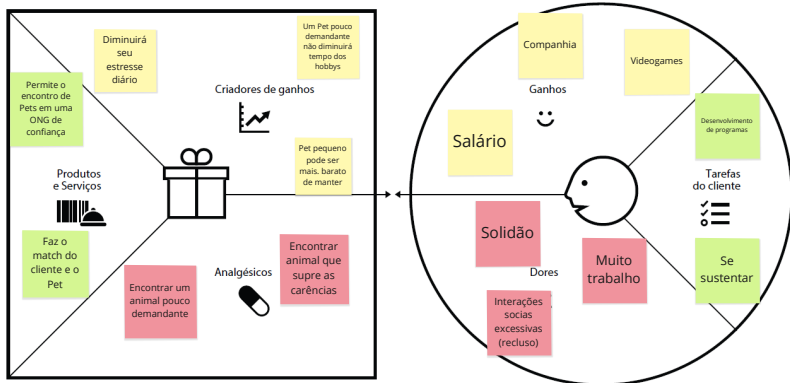 Diminuirá
seu
estresse
diário
Um Pet pouco
demandante
não diminuirá
tempo dos
hobbys
Criadores de ganhos
Permite o
encontro de
Pets em uma
ONG de
confiança
Pet pequeno
pode ser
mais. barato
de manter
Produtos
e Serviços
Faz o
match do
cliente e o
Pet
Encontrar um
animal pouco
demandante
Analgésicos
Encontrar
animal que
supre as
carências
Companhia
Videogames
Ganhos
Salário
Desenvolvimento
de programas
Tarefas
do cliente
Solidão
Muito
trabalho
Se
sustentar
Dores
Interações
socias
excessivas
(recluso)